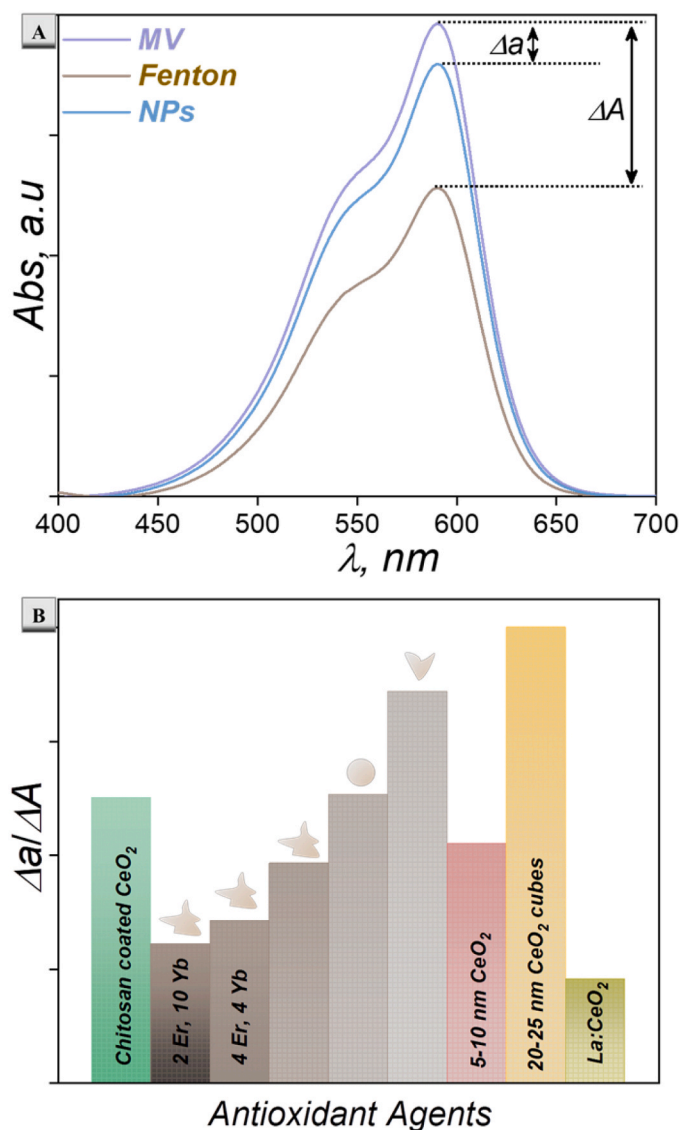 A
MV
Fenton
NPs
Δa
ΔA
Abs, a.u
400 450 500 550 600 650 700
λ, nm
B
Δa/ΔA
Chitosan coated CeO₂
2 Er, 10 Yb
4 Er, 4 Yb
5-10 nm CeO₂
20-25 nm CeO₂ cubes
La:CeO₂
Antioxidant Agents